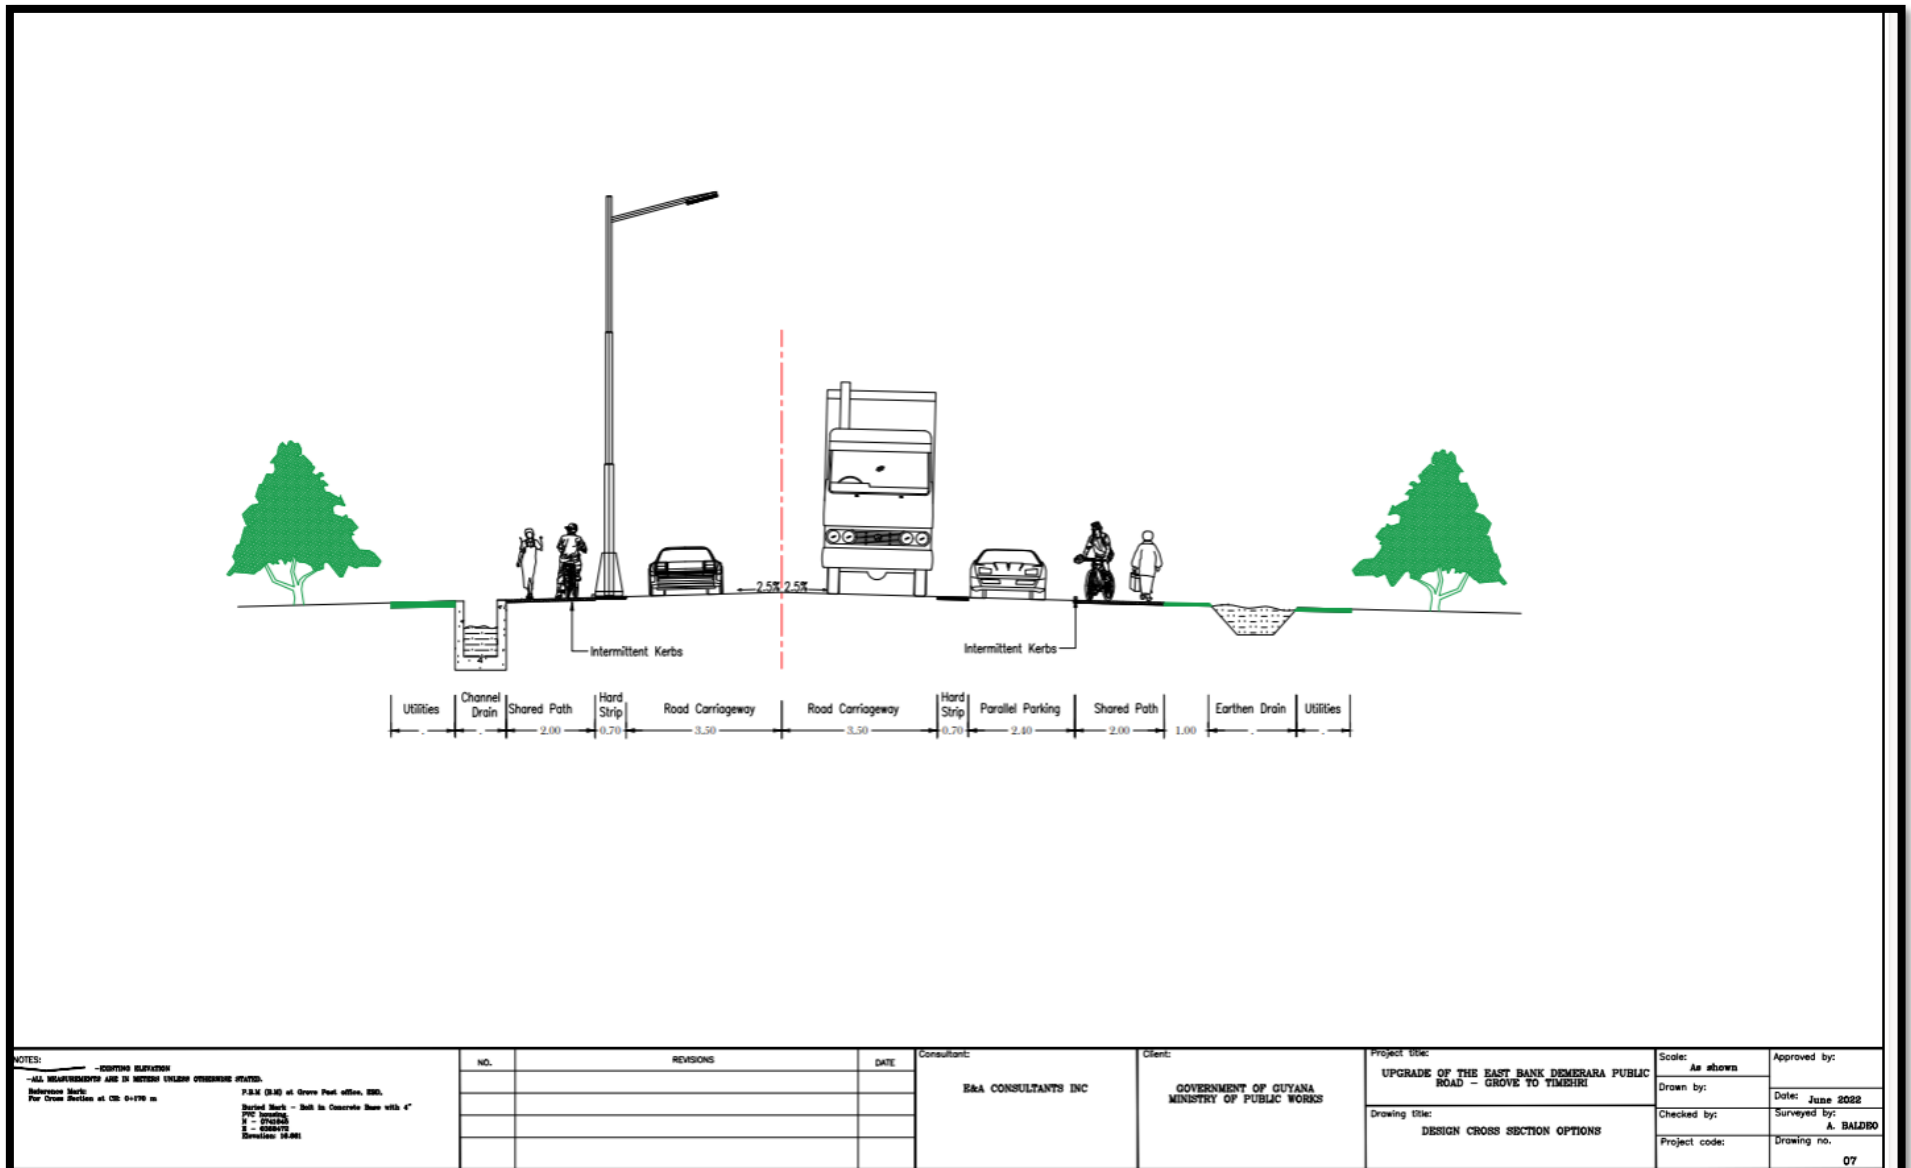 2.5% 2.5%
Intermittent Kerbs
Intermittent Kerbs
Utilities
Channel
Drain
Shared Path
Hard
Strip
Road Carriageway
Road Carriageway
Hard
Strip
Parallel Parking
Shared Path
Earthen Drain
Utilities
- - 2.00 0.70 3.50 3.50 0.70 2.40 2.00 1.00 - -
NOTES:
-EXISTING ELEVATION
-ALL MEASUREMENTS ARE IN METERS UNLESS OTHERWISE STATED.
Reference Mark:
For Cross Section at CH: 0+170 m
P.B.M (B.M) at Grove Post office, EBD.
Buried Mark - Bolt in Concrete Base with 4"
PVC housing.
N -
E -
Elevation:
NO.
REVISIONS
DATE
Consultant:
E&A CONSULTANTS INC
Client:
GOVERNMENT OF GUYANA
MINISTRY OF PUBLIC WORKS
Project title:
UPGRADE OF THE EAST BANK DEMERARA PUBLIC
ROAD - GROVE TO TIMEHRI
Drawing title:
DESIGN CROSS SECTION OPTIONS
Scale:
As shown
Drawn by:
Checked by:
Project code:
Approved by:
Date: June 2022
Surveyed by:
A. BALDEO
Drawing no.
07